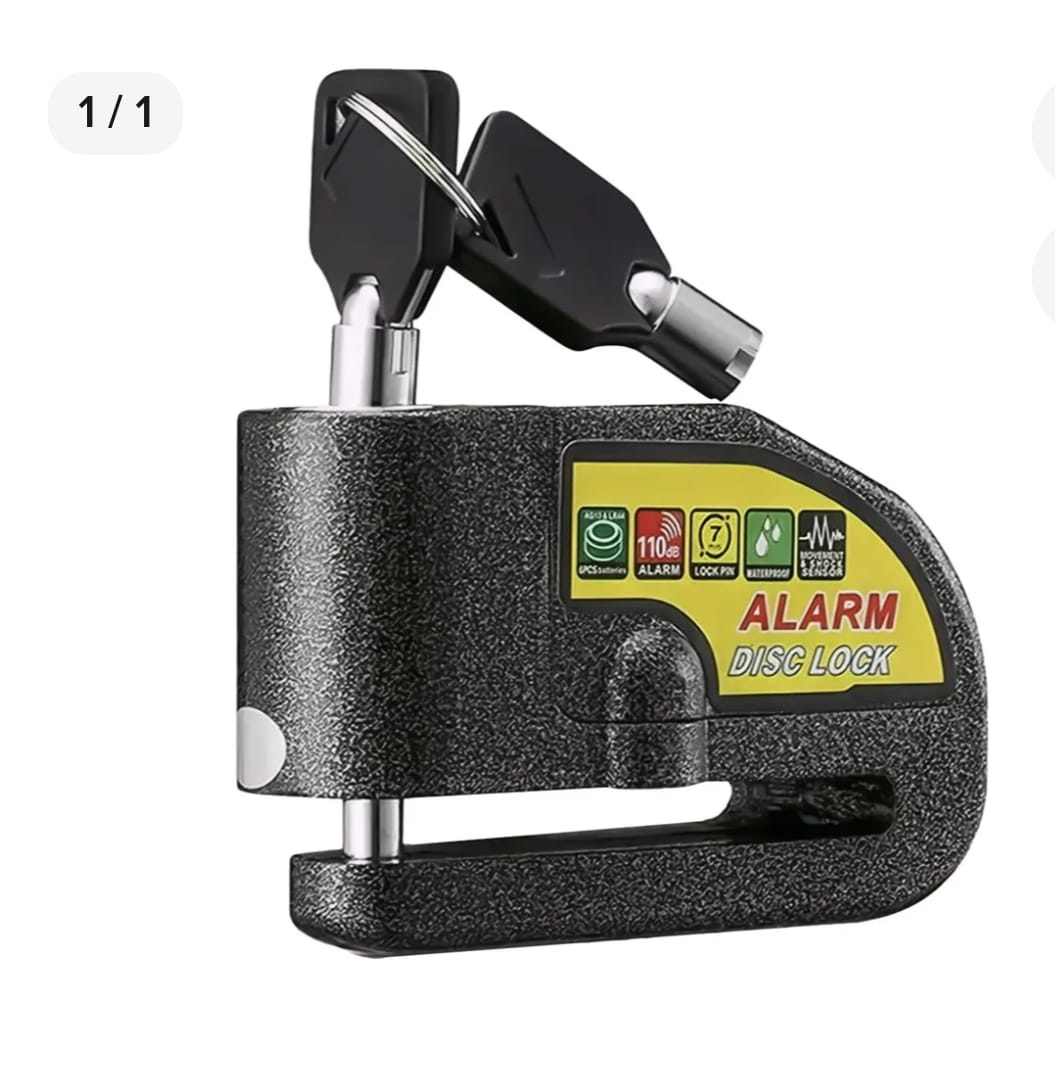 1 / 1
AG13 & LR44
6PCS batteries
110dB
ALARM
7
LOCK PIN
WATERPROOF
MOVEMENT
& SHOCK
SENSOR
ALARM
DISC LOCK